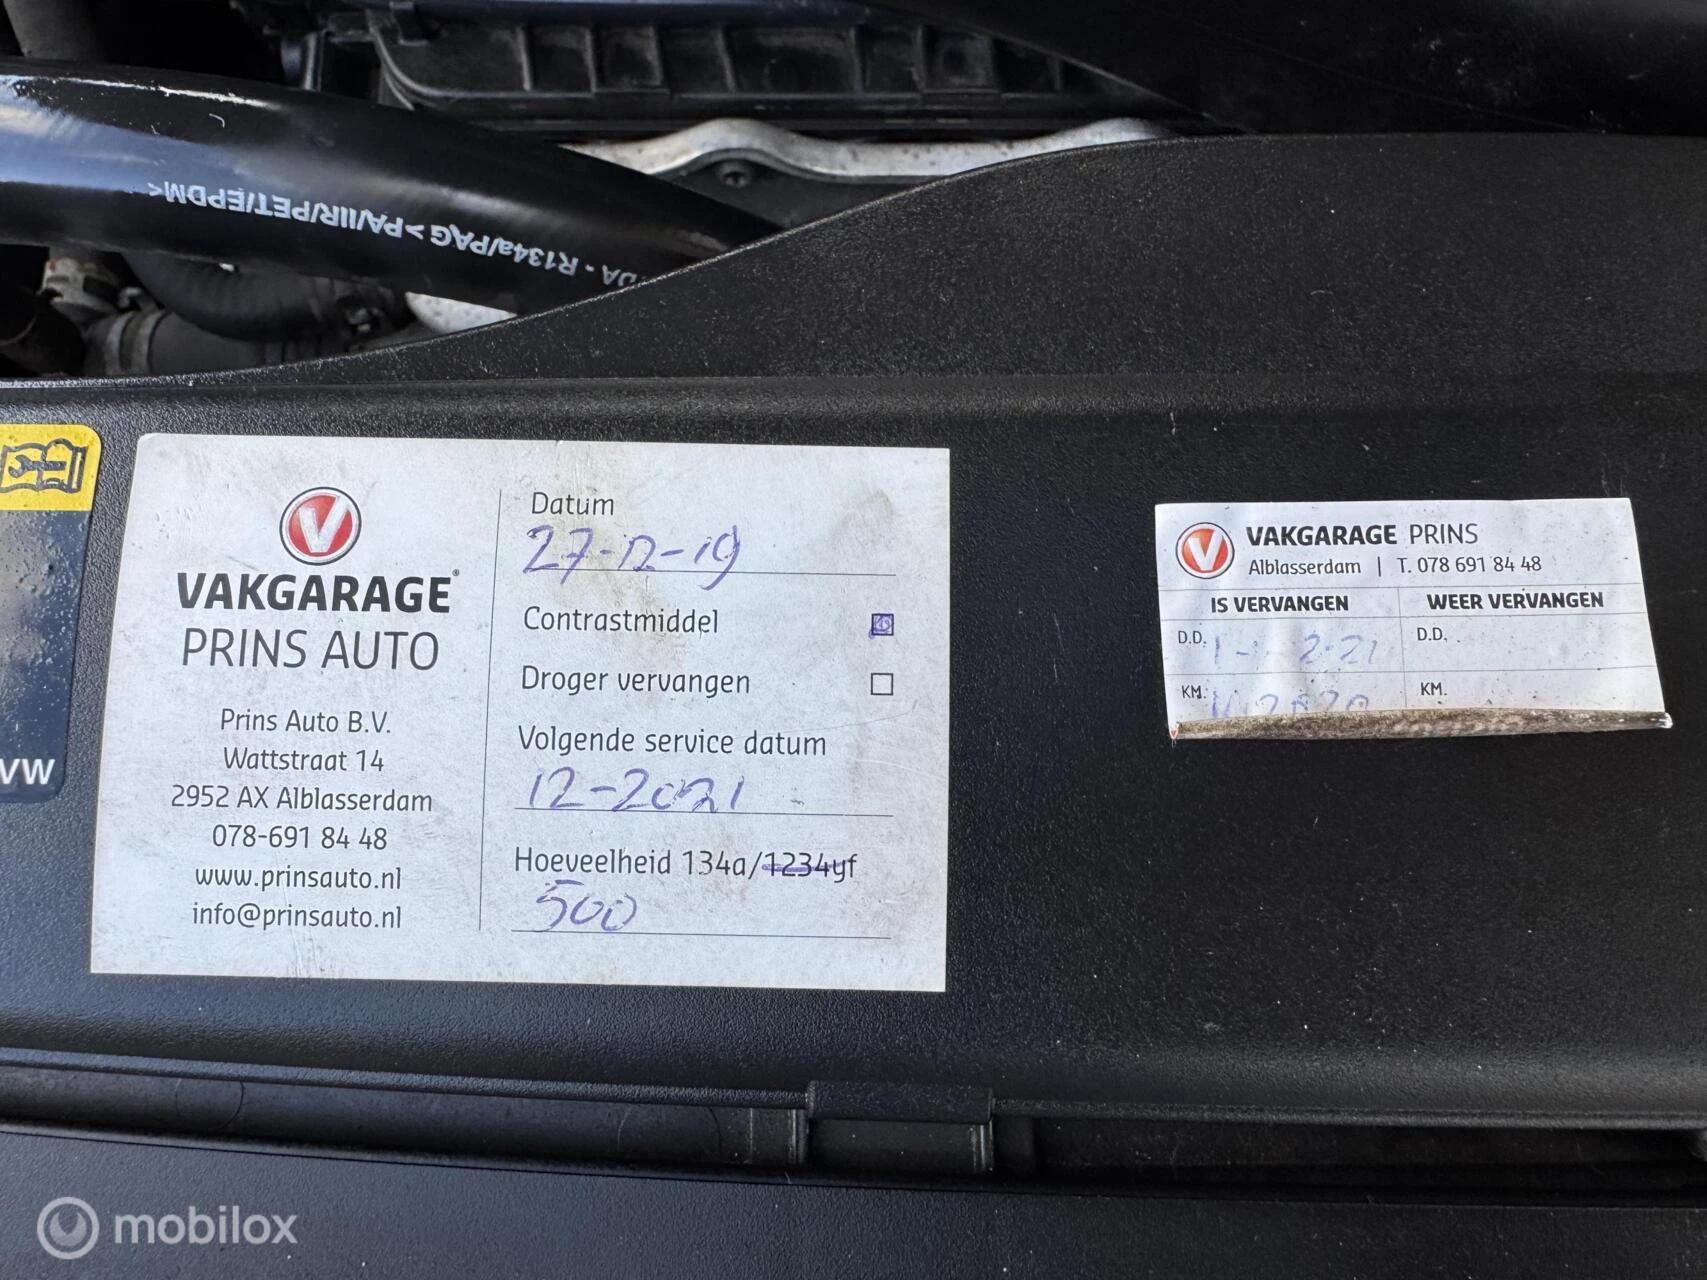 DA - R134a/PAG >PA/IIR/PET/EPDM<
VW
V
VAKGARAGE
PRINS AUTO
Prins Auto B.V.
Wattstraat 14
2952 AX Alblasserdam
078-691 84 48
www.prinsauto.nl
info@prinsauto.nl
Datum
27-12-19
Contrastmiddel
Droger vervangen
Volgende service datum
12-2021
Hoeveelheid 134a/1234yf
500
V
VAKGARAGE PRINS
Alblasserdam | T. 078 691 84 48
IS VERVANGEN WEER VERVANGEN
D.D. D.D.
KM. KM.
mobilox